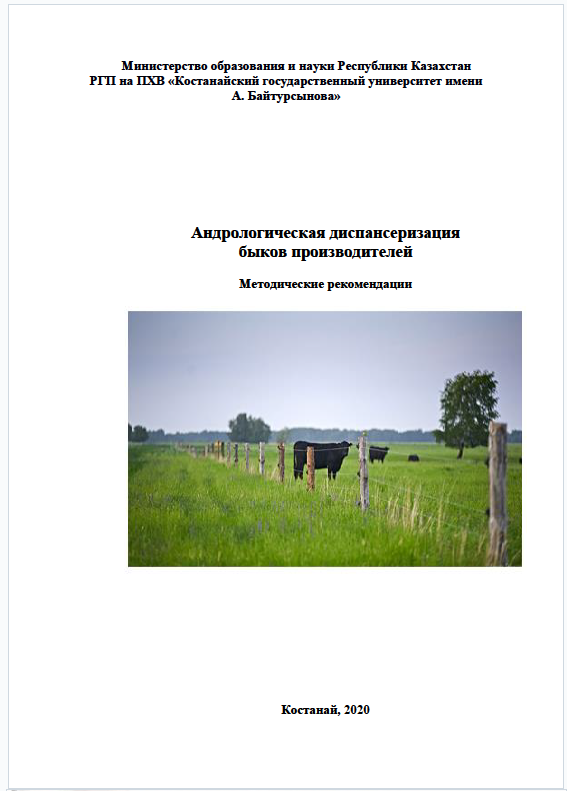 Министерство образования и науки Республики Казахстан
РГП на ПХВ «Костанайский государственный университет имени
А. Байтурсынова»
Андрологическая диспансеризация
быков производителей
Методические рекомендации
Костанай, 2020